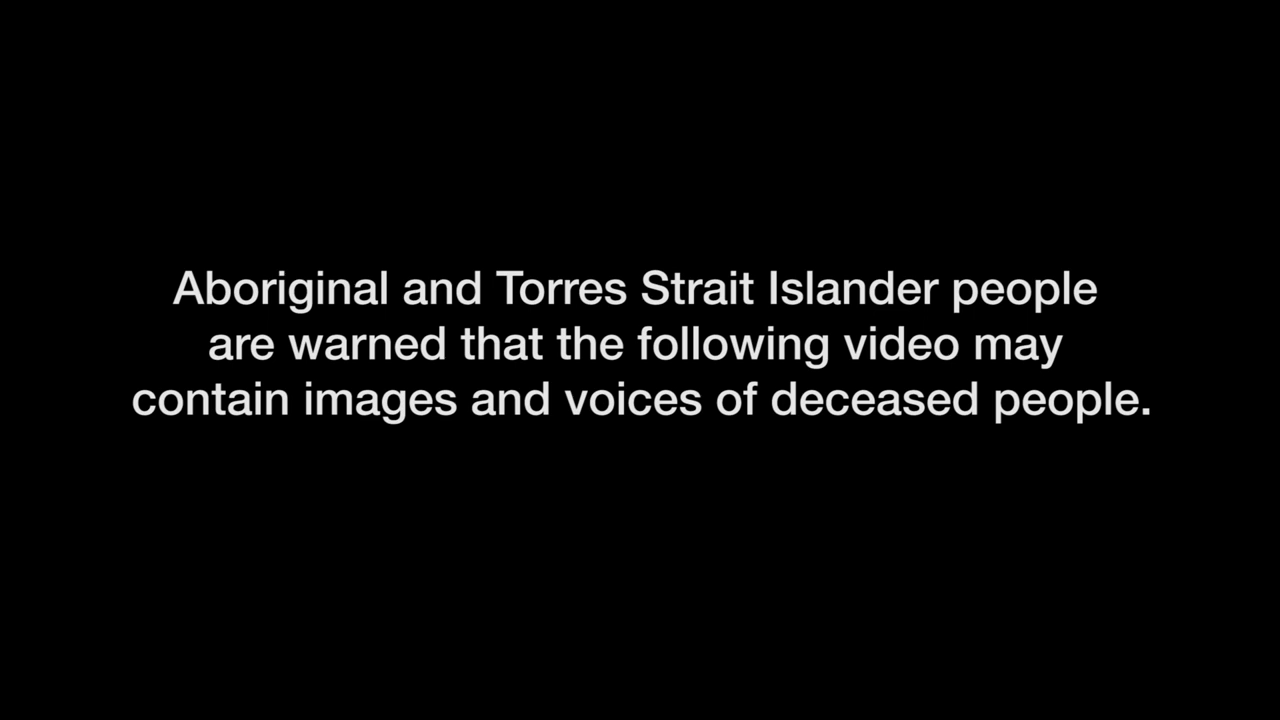 Aboriginal and Torres Strait Islander people
are warned that the following video may
contain images and voices of deceased people.